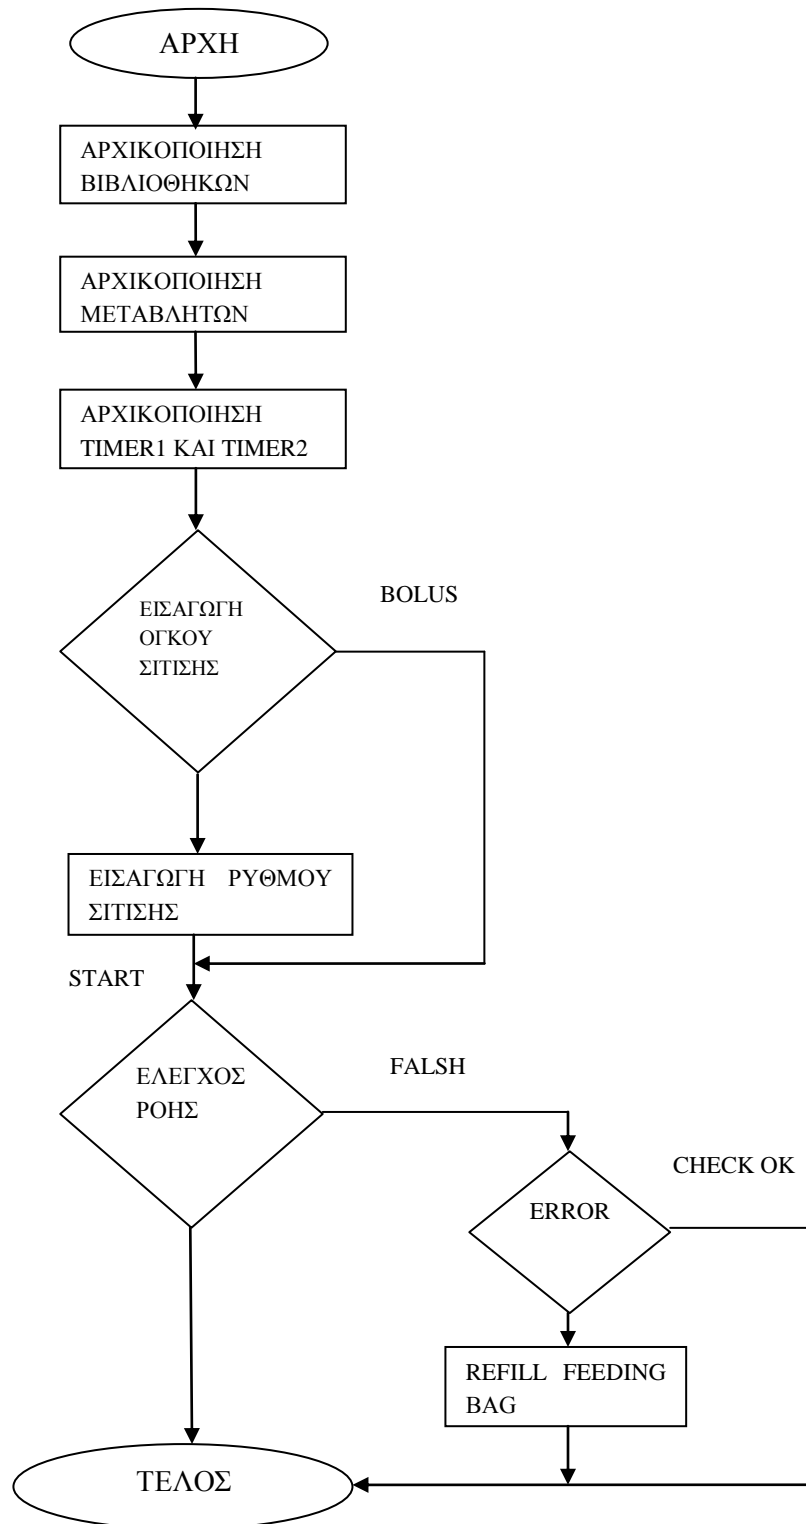 ΑΡΧΗ
ΑΡΧΙΚΟΠΟΙΗΣΗ
ΒΙΒΛΙΟΘΗΚΩΝ
ΑΡΧΙΚΟΠΟΙΗΣΗ
ΜΕΤΑΒΛΗΤΩΝ
ΑΡΧΙΚΟΠΟΙΗΣΗ
TIMER1 ΚΑΙ TIMER2
BOLUS
ΕΙΣΑΓΩΓΗ
ΟΓΚΟΥ
ΣΙΤΙΣΗΣ
ΕΙΣΑΓΩΓΗ ΡΥΘΜΟΥ
ΣΙΤΙΣΗΣ
START
ΕΛΕΓΧΟΣ
ΡΟΗΣ
FALSH
CHECK OK
ERROR
REFILL FEEDING
BAG
ΤΕΛΟΣ